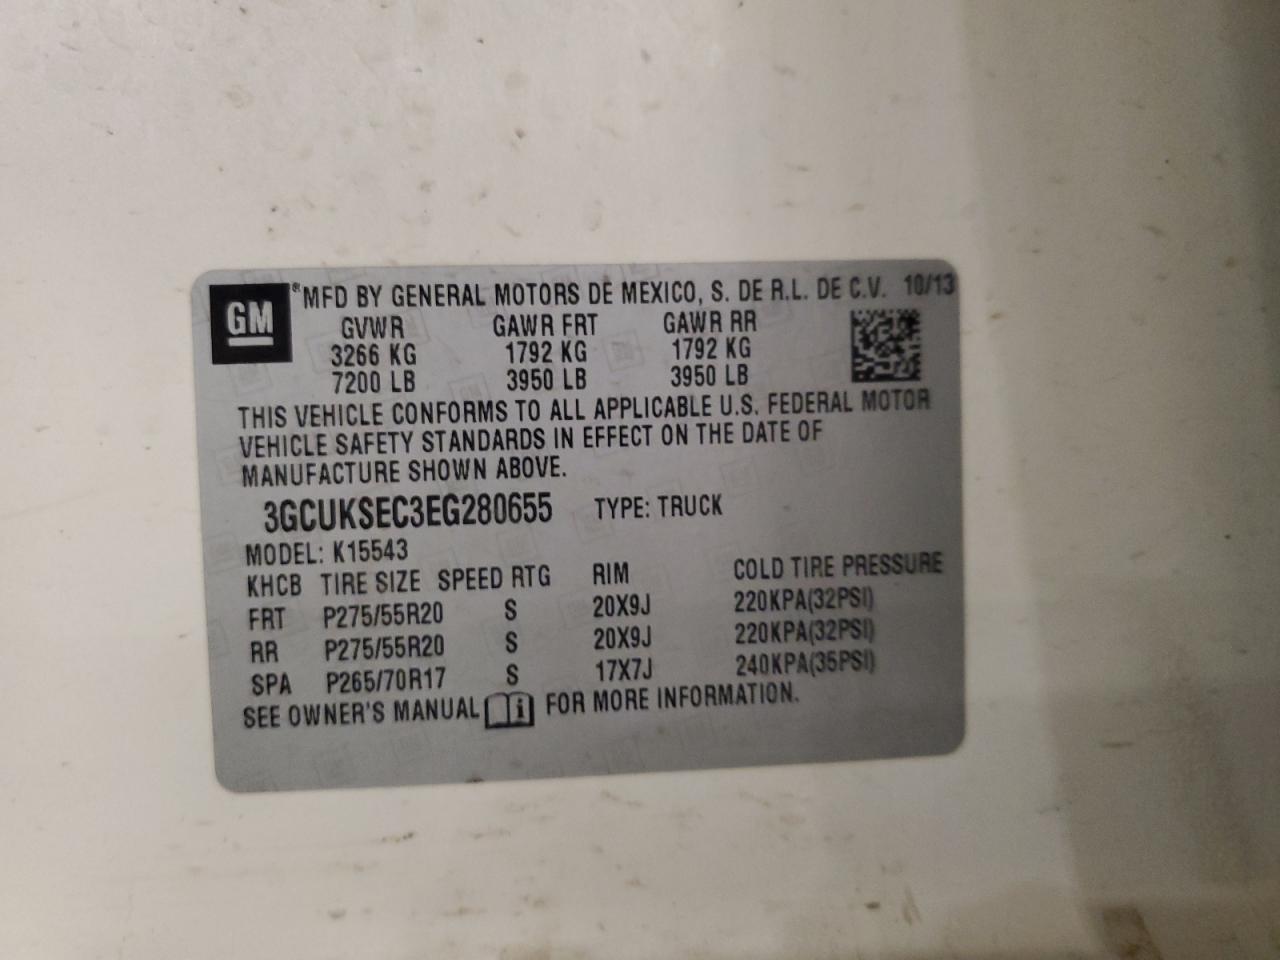 GM ® MFD BY GENERAL MOTORS DE MEXICO, S. DE R.L. DE C.V. 10/13
GVWR GAWR FRT GAWR RR
3266 KG 1792 KG 1792 KG
7200 LB 3950 LB 3950 LB
THIS VEHICLE CONFORMS TO ALL APPLICABLE U.S. FEDERAL MOTOR
VEHICLE SAFETY STANDARDS IN EFFECT ON THE DATE OF
MANUFACTURE SHOWN ABOVE.
3GCUKSEC3EG280655 TYPE: TRUCK
MODEL: K15543
KHCB TIRE SIZE SPEED RTG RIM COLD TIRE PRESSURE
FRT P275/55R20 S 20X9J 220KPA(32PSI)
RR P275/55R20 S 20X9J 220KPA(32PSI)
SPA P265/70R17 S 17X7J 240KPA(35PSI)
SEE OWNER'S MANUAL i FOR MORE INFORMATION.